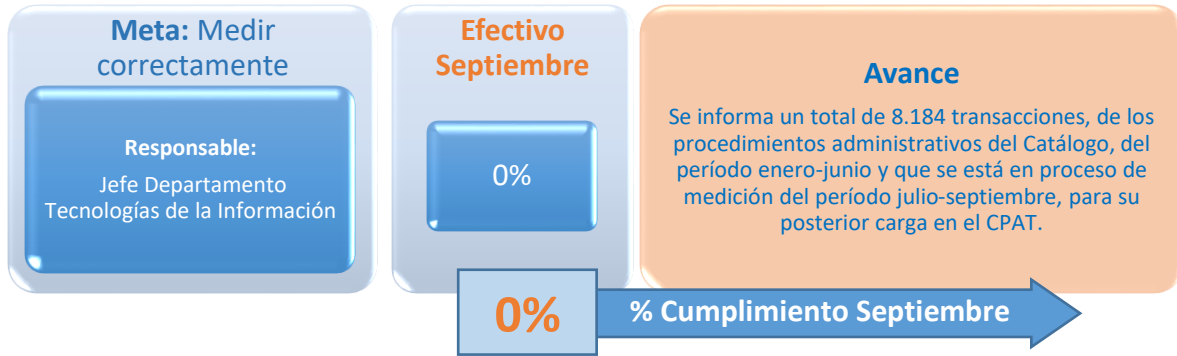 Meta: Medir
correctamente
Responsable:
Jefe Departamento
Tecnologías de la Información
Efectivo
Septiembre
0%
Avance
Se informa un total de 8.184 transacciones, de los
procedimientos administrativos del Catálogo, del
período enero-junio y que se está en proceso de
medición del período julio-septiembre, para su
posterior carga en el CPAT.
0%
% Cumplimiento Septiembre